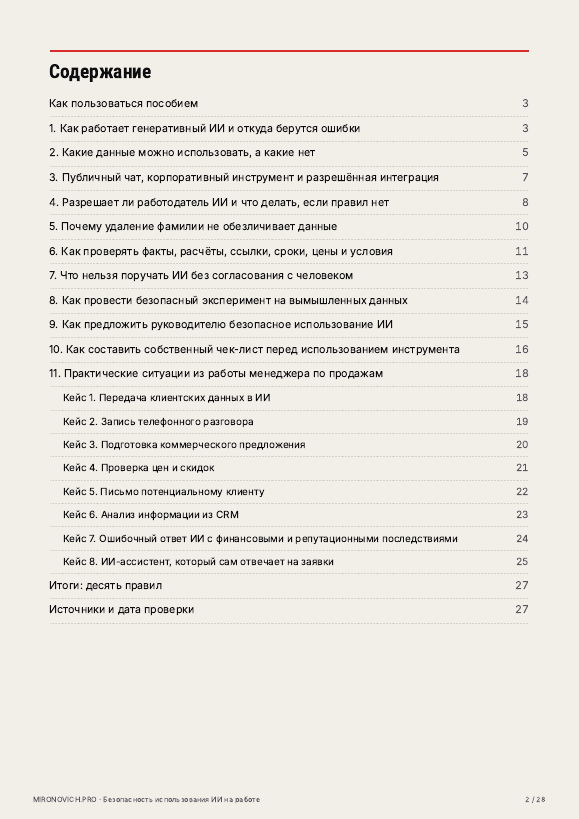 Содержание
Как пользоваться пособием 3
1. Как работает генеративный ИИ и откуда берутся ошибки 3
2. Какие данные можно использовать, а какие нет 5
3. Публичный чат, корпоративный инструмент и разрешённая интеграция 7
4. Разрешает ли работодатель ИИ и что делать, если правил нет 8
5. Почему удаление фамилии не обезличивает данные 10
6. Как проверять факты, расчёты, ссылки, сроки, цены и условия 11
7. Что нельзя поручать ИИ без согласования с человеком 13
8. Как провести безопасный эксперимент на вымышленных данных 14
9. Как предложить руководителю безопасное использование ИИ 15
10. Как составить собственный чек-лист перед использованием инструмента 16
11. Практические ситуации из работы менеджера по продажам 18
Кейс 1. Передача клиентских данных в ИИ 18
Кейс 2. Запись телефонного разговора 19
Кейс 3. Подготовка коммерческого предложения 20
Кейс 4. Проверка цен и скидок 21
Кейс 5. Письмо потенциальному клиенту 22
Кейс 6. Анализ информации из CRM 23
Кейс 7. Ошибочный ответ ИИ с финансовыми и репутационными последствиями 24
Кейс 8. ИИ-ассистент, который сам отвечает на заявки 25
Итоги: десять правил 27
Источники и дата проверки 27
MIRONOVICH.PRO · Безопасность использования ИИ на работе 2 / 28